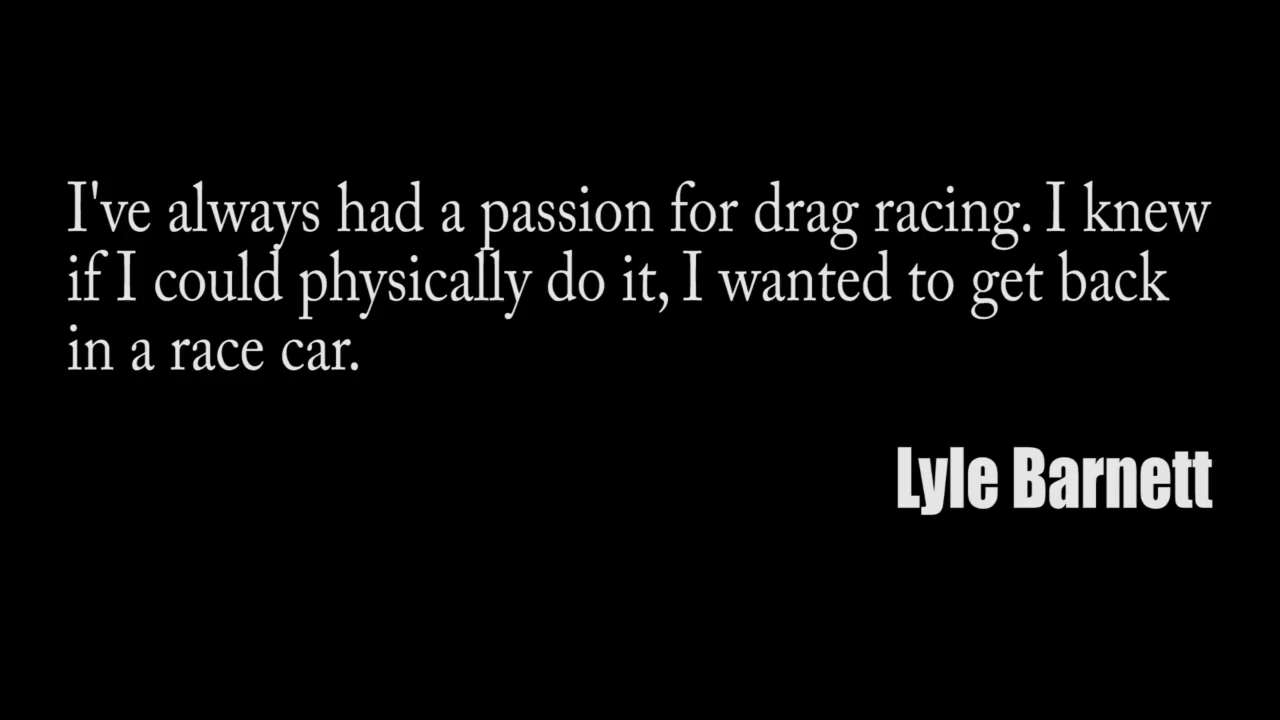 I've always had a passion for drag racing. I knew
if I could physically do it, I wanted to get back
in a race car.
Lyle Barnett